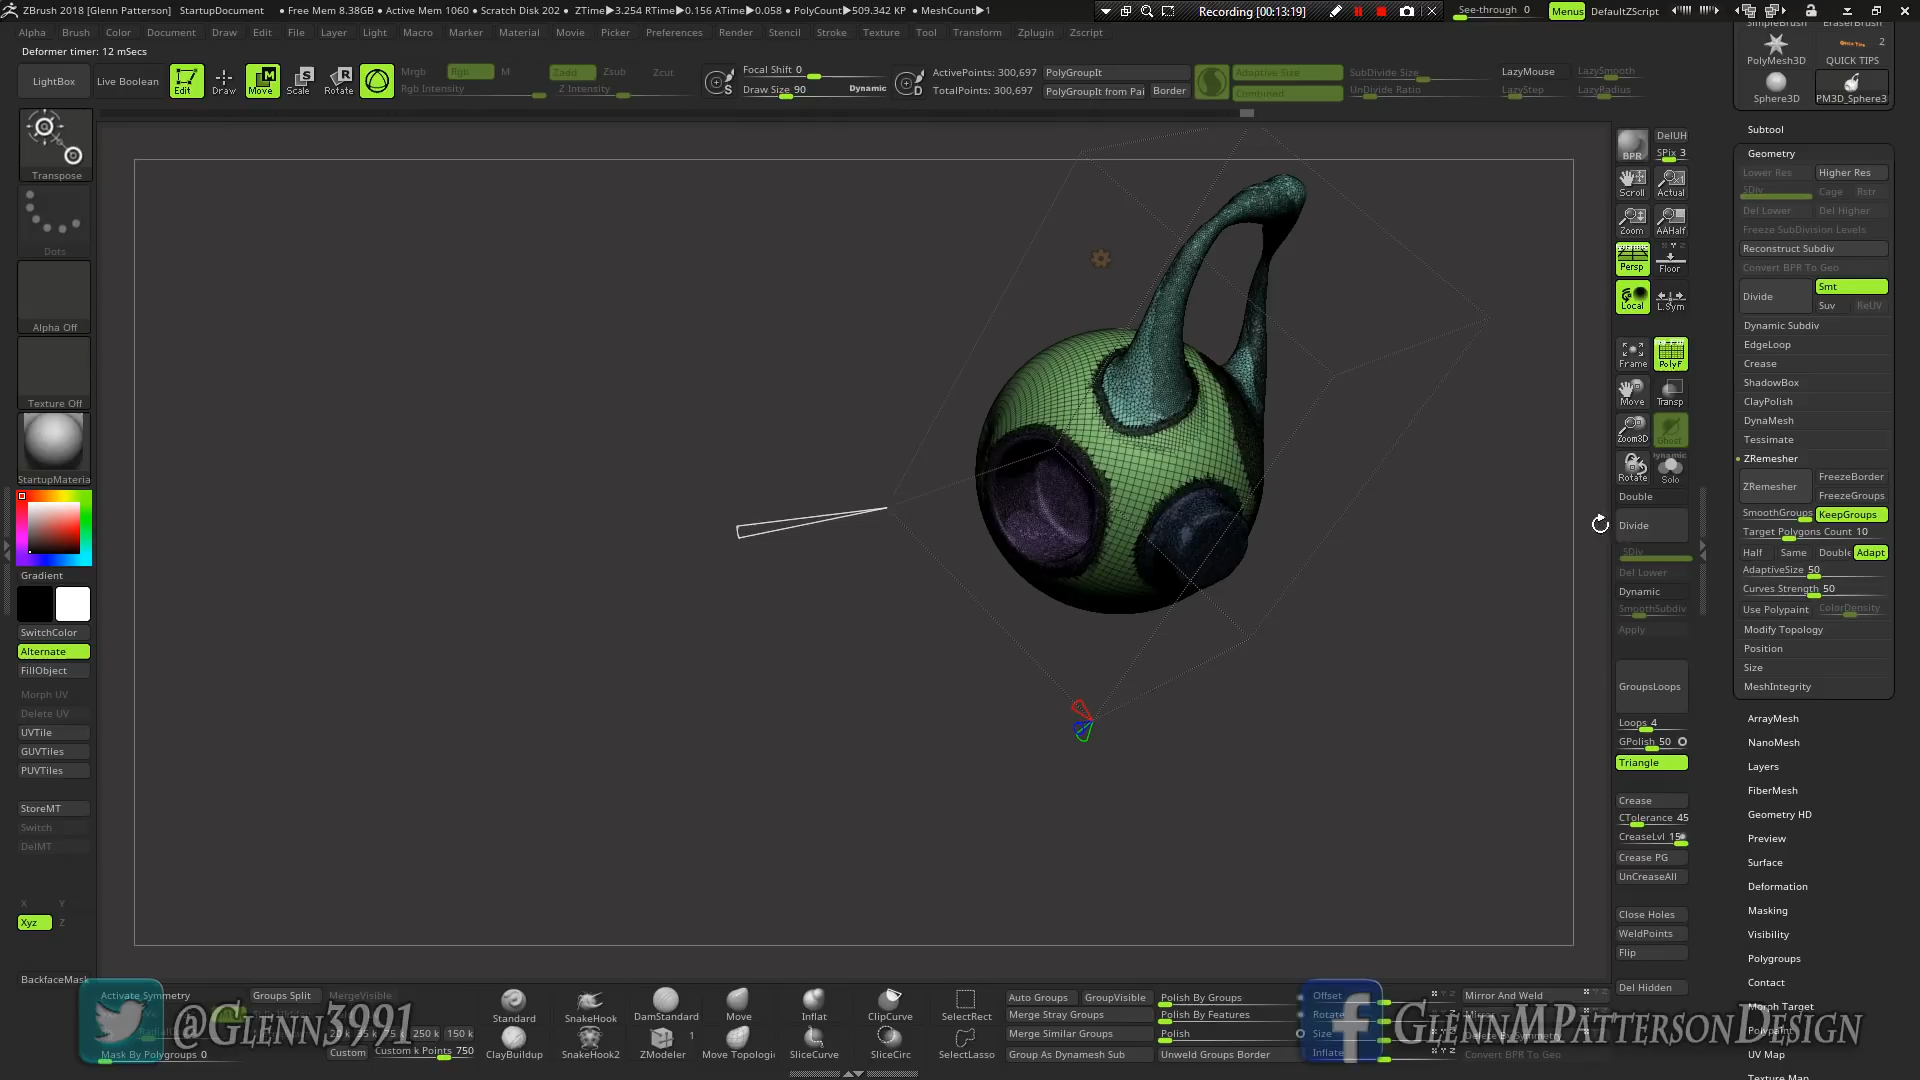 ZBrush 2018 [Glenn Patterson] StartupDocument • Free Mem 8.38GB • Active Mem 1060 • Scratch Disk 202 • ZTime▶3.254 RTime▶0.156 ATime▶0.058 • PolyCount▶509.342 KP • MeshCount▶1
Recording [00:13:19]
See-through 0
Menus
DefaultZScript
Alpha Brush Color Document Draw Edit File Layer Light Macro Marker Material Movie Picker Preferences Render Stencil Stroke Texture Tool Transform Zplugin Zscript
Deformer timer: 12 mSecs
LightBox
Live Boolean
Edit
Draw
Move
Scale
Rotate
Mrgb Rgb M
Rgb Intensity
Zadd Zsub Zcut
Z Intensity
Focal Shift 0
Draw Size 90
Dynamic
ActivePoints: 300,697
TotalPoints: 300,697
PolyGroupIt
PolyGroupIt from Pai
Border
Adaptive Size
Combined
SubDivide Size
UnDivide Ratio
LazyMouse
LazyStep
LazySmooth
LazyRadius
Transpose
Dots
Alpha Off
Texture Off
StartupMateria
Gradient
SwitchColor
Alternate
FillObject
Morph UV
Delete UV
UVTile
GUVTiles
PUVTiles
StoreMT
Switch
DelMT
X Y
Xyz Z
BackfaceMask
BPR
DelUH
SPix 3
Scroll
Actual
Zoom
AAHalf
Persp
Floor
Local
L.Sym
Frame
PolyF
Move
Transp
Zoom3D
Ghost
Rotate
Dynamic
Solo
Double
Divide
SDiv
Del Lower
Dynamic
SmoothSubdiv
Apply
GroupsLoops
Loops 4
GPolish 50
Triangle
Crease
CTolerance 45
CreaseLvl 15
Crease PG
UnCreaseAll
Close Holes
WeldPoints
Flip
Del Hidden
SimpleBrush
EraserBrush
2
PolyMesh3D
QUICK TIPS
Sphere3D
PM3D_Sphere3
Subtool
Geometry
Lower Res Higher Res
SDiv Cage Rstr
Del Lower Del Higher
Freeze SubDivision Levels
Reconstruct Subdiv
Convert BPR To Geo
Divide
Smt
Suv ReUV
Dynamic Subdiv
EdgeLoop
Crease
ShadowBox
ClayPolish
DynaMesh
Tessimate
ZRemesher
ZRemesher
FreezeBorder
FreezeGroups
SmoothGroups KeepGroups
Target Polygons Count 10
Half Same Double Adapt
AdaptiveSize 50
Curves Strength 50
Use Polypaint ColorDensity
Modify Topology
Position
Size
MeshIntegrity
ArrayMesh
NanoMesh
Layers
FiberMesh
Geometry HD
Preview
Surface
Deformation
Masking
Visibility
Polygroups
Contact
Morph Target
Polypaint
UV Map
Texture Map
Activate Symmetry
Groups Split
MergeVisible
75 k 250 k 150 k
Custom
Custom k Points 750
Mask By Polygroups 0
Standard
SnakeHook
DamStandard
Move
Inflat
ClipCurve
SelectRect
ClayBuildup
SnakeHook2
ZModeler
1
Move Topologic
SliceCurve
SliceCirc
SelectLasso
Auto Groups
GroupVisible
Merge Stray Groups
Merge Similar Groups
Group As Dynamesh Sub
Polish By Groups
Polish By Features
Polish
Unweld Groups Border
Offset
Rotate
Size
Inflate
Mirror And Weld
Mirror
Delete By Symmetry
Convert BPR To Geo
@Glenn3991
GlennMPattersonDesign